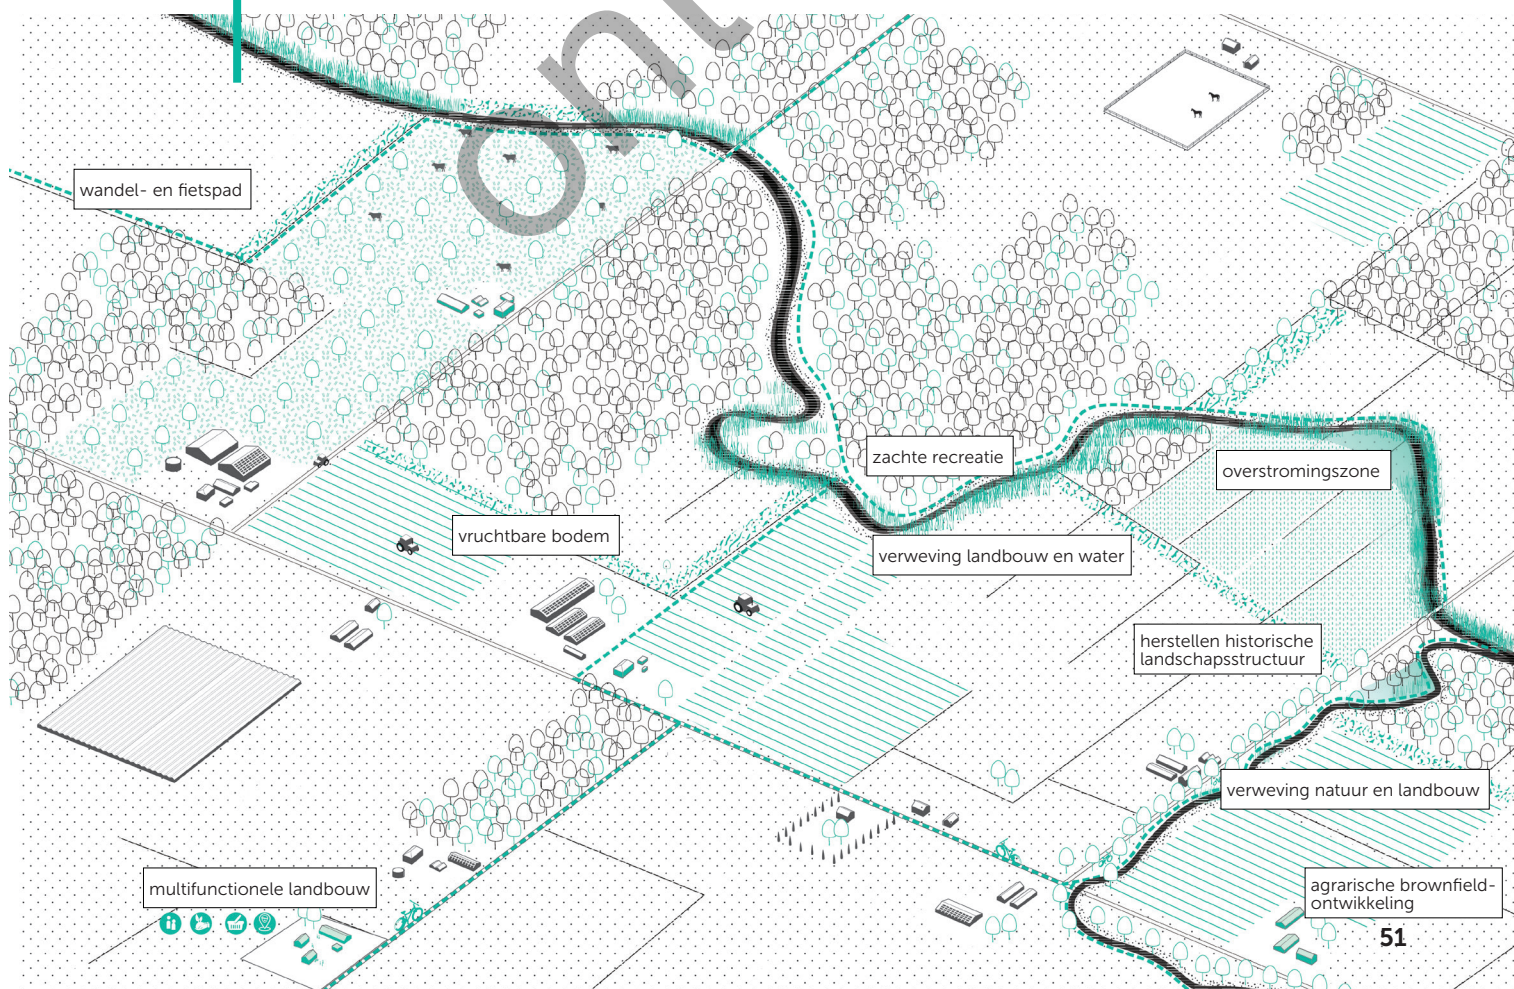 ont
wandel- en fietspad
zachte recreatie
overstromingszone
vruchtbare bodem
verweving landbouw en water
herstellen historische
landschapsstructuur
verweving natuur en landbouw
multifunctionele landbouw
agrarische brownfield-
ontwikkeling
51